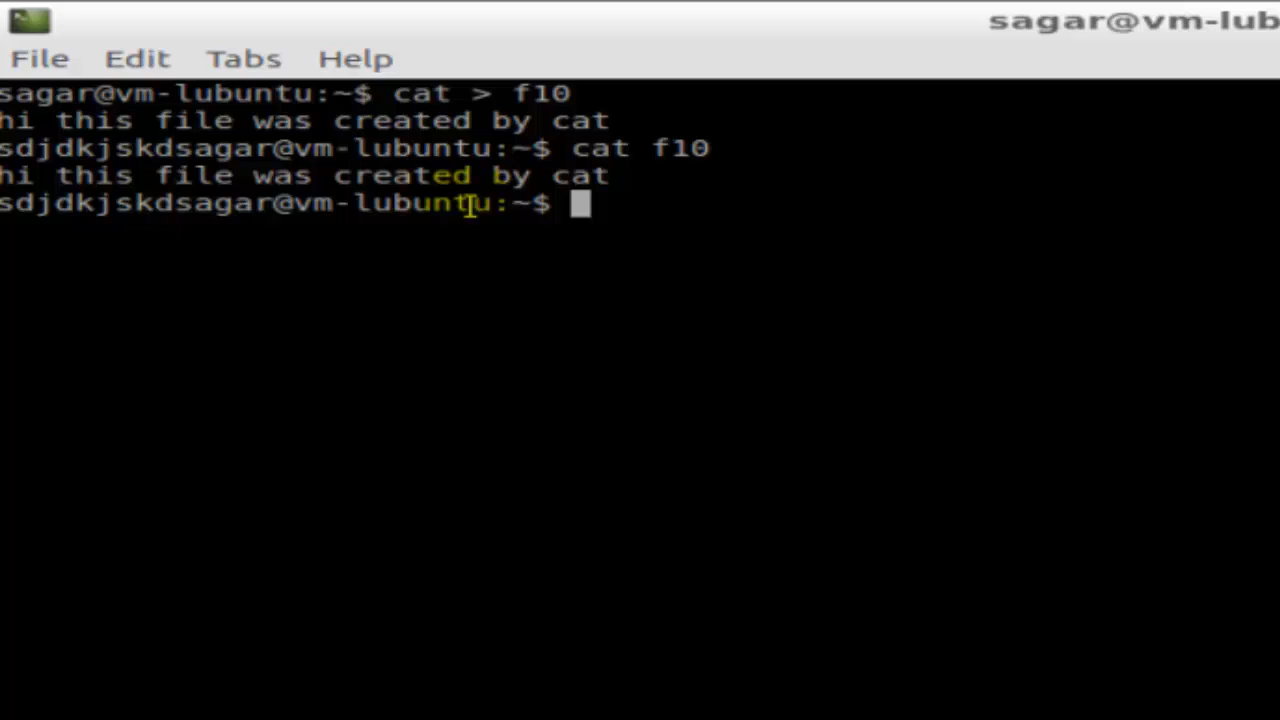 sagar@vm-lub
File Edit Tabs Help
sagar@vm-lubuntu:~$ cat > f10
hi this file was created by cat
sdjdkjskdsagar@vm-lubuntu:~$ cat f10
hi this file was created by cat
sdjdkjskdsagar@vm-lubuntu:~$